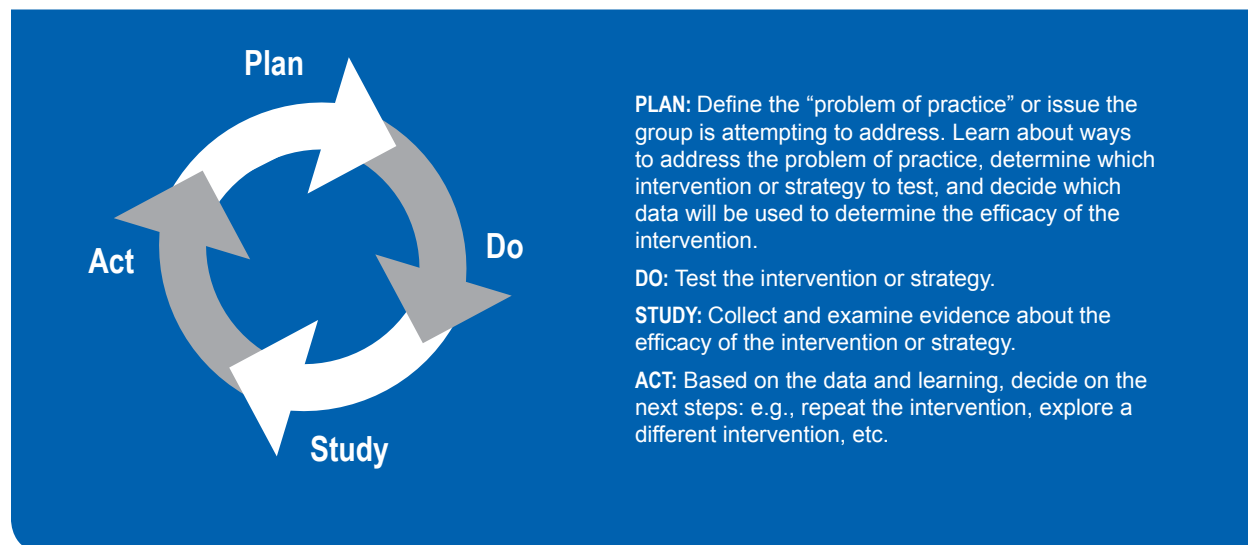 Plan
Do
Study
Act
PLAN: Define the “problem of practice” or issue the
group is attempting to address. Learn about ways
to address the problem of practice, determine which
intervention or strategy to test, and decide which
data will be used to determine the efficacy of the
intervention.
DO: Test the intervention or strategy.
STUDY: Collect and examine evidence about the
efficacy of the intervention or strategy.
ACT: Based on the data and learning, decide on the
next steps: e.g., repeat the intervention, explore a
different intervention, etc.